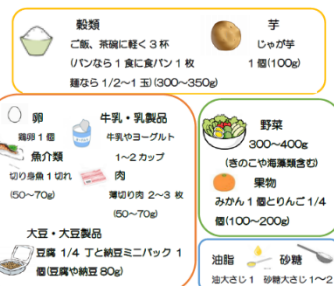 穀類
ご飯、茶碗に軽く3杯
(パンなら1食に食パン1枚
麺なら1/2~1玉)(300~350g)
芋
じゃが芋
1個(100g)
卵
鶏卵1個
牛乳・乳製品
牛乳やヨーグルト
1~2カップ
魚介類
切り身魚1切れ
(50~70g)
肉
薄切り肉 2~3 枚
(50~70g)
大豆・大豆製品
豆腐 1/4 丁と納豆ミニパック 1
個(豆腐や納豆 80g)
野菜
300~400g
(きのこや海藻類含む)
果物
みかん1個とりんご1/4
個(100~200g)
油脂
油大さじ1
砂糖
砂糖大さじ1~2